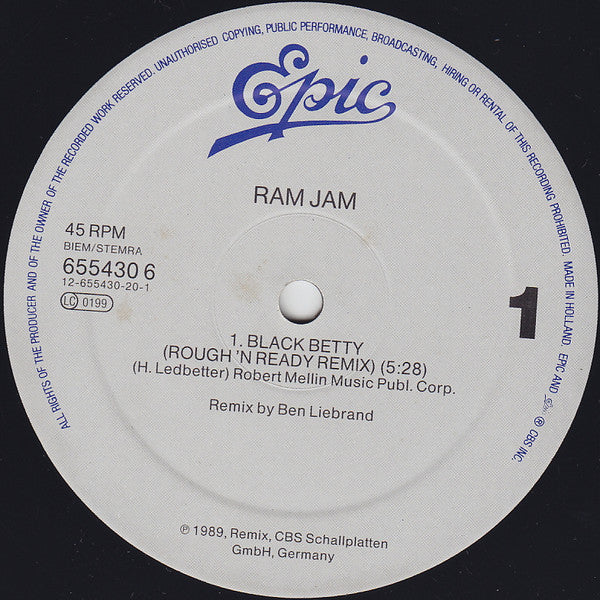 ALL RIGHTS OF THE PRODUCER AND OF THE OWNER OF THE RECORDED WORK RESERVED. UNAUTHORISED COPYING, PUBLIC PERFORMANCE, BROADCASTING, HIRING OR RENTAL OF THIS RECORDING PROHIBITED. MADE IN HOLLAND. EPIC AND Epic ℗ CBS INC.
Epic
RAM JAM
45 RPM
BIEM/STEMRA
655430 6
12-655430-20-1
LC 0199
1
1. BLACK BETTY
(ROUGH 'N READY REMIX) (5:28)
(H. Ledbetter) Robert Mellin Music Publ. Corp.
Remix by Ben Liebrand
℗ 1989, Remix, CBS Schallplatten
GmbH, Germany